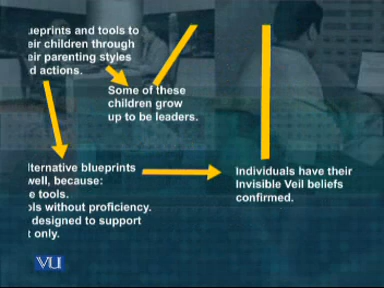 ueprints and tools to
eir children through
eir parenting styles
d actions.
Some of these
children grow
up to be leaders.
lternative blueprints
well, because:
e tools.
ols without proficiency.
designed to support
t only.
Individuals have their
Invisible Veil beliefs
confirmed.
VU